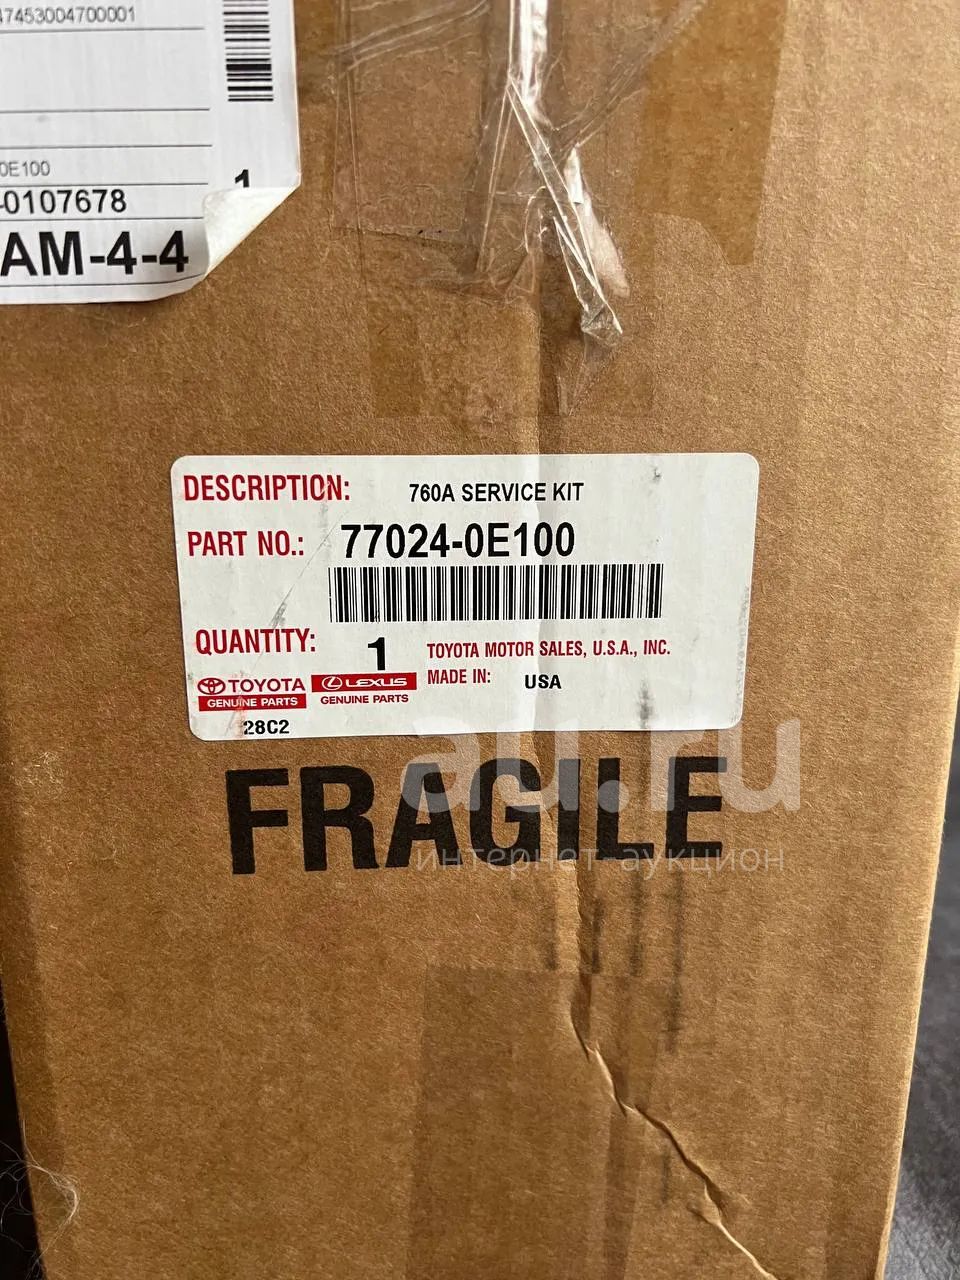 47453004700001
0E100
1
-0107678
AM-4-4
DESCRIPTION: 760A SERVICE KIT
PART NO.: 77024-0E100
QUANTITY: 1
TOYOTA MOTOR SALES, U.S.A., INC.
MADE IN: USA
TOYOTA
GENUINE PARTS
LEXUS
GENUINE PARTS
28C2
FRAGILE
au.ru
интернет-аукцион